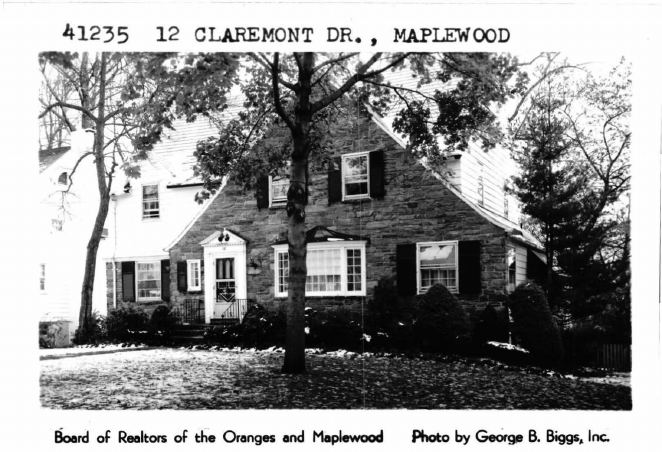 41235 12 CLAREMONT DR., MAPLEWOOD
Board of Realtors of the Oranges and Maplewood Photo by George B. Biggs, Inc.